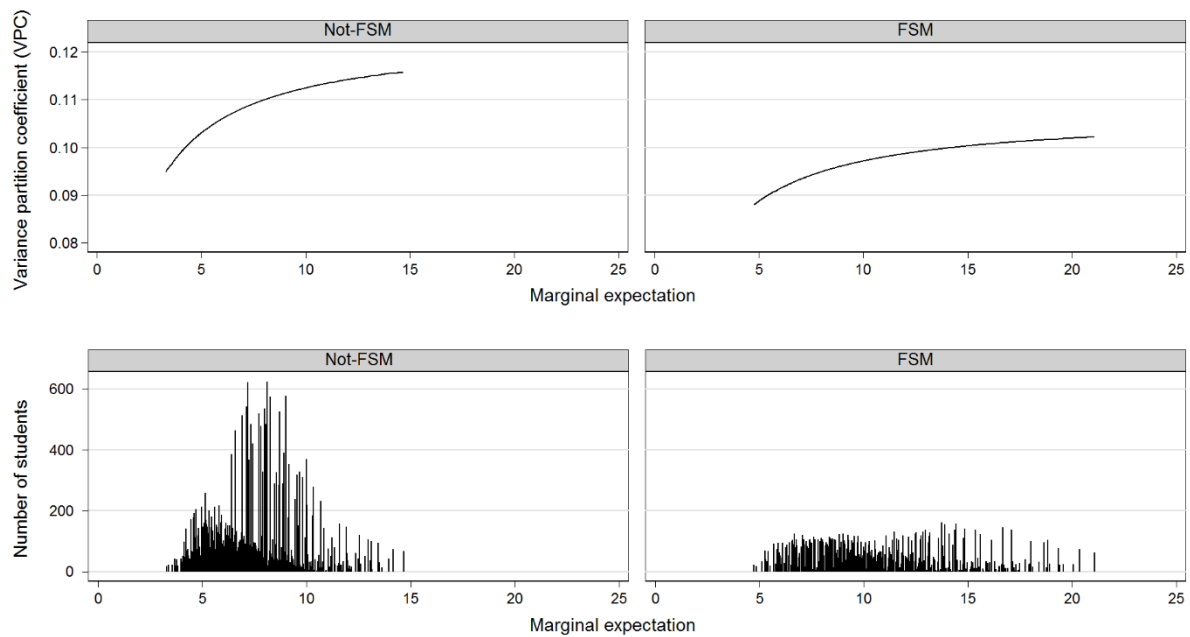 Not-FSM
FSM
Variance partition coefficient (VPC)
0.12
0.11
0.10
0.09
0.08
0 5 10 15 20 25
0 5 10 15 20 25
Marginal expectation
Not-FSM
FSM
Number of students
600
400
200
0
0 5 10 15 20 25
0 5 10 15 20 25
Marginal expectation